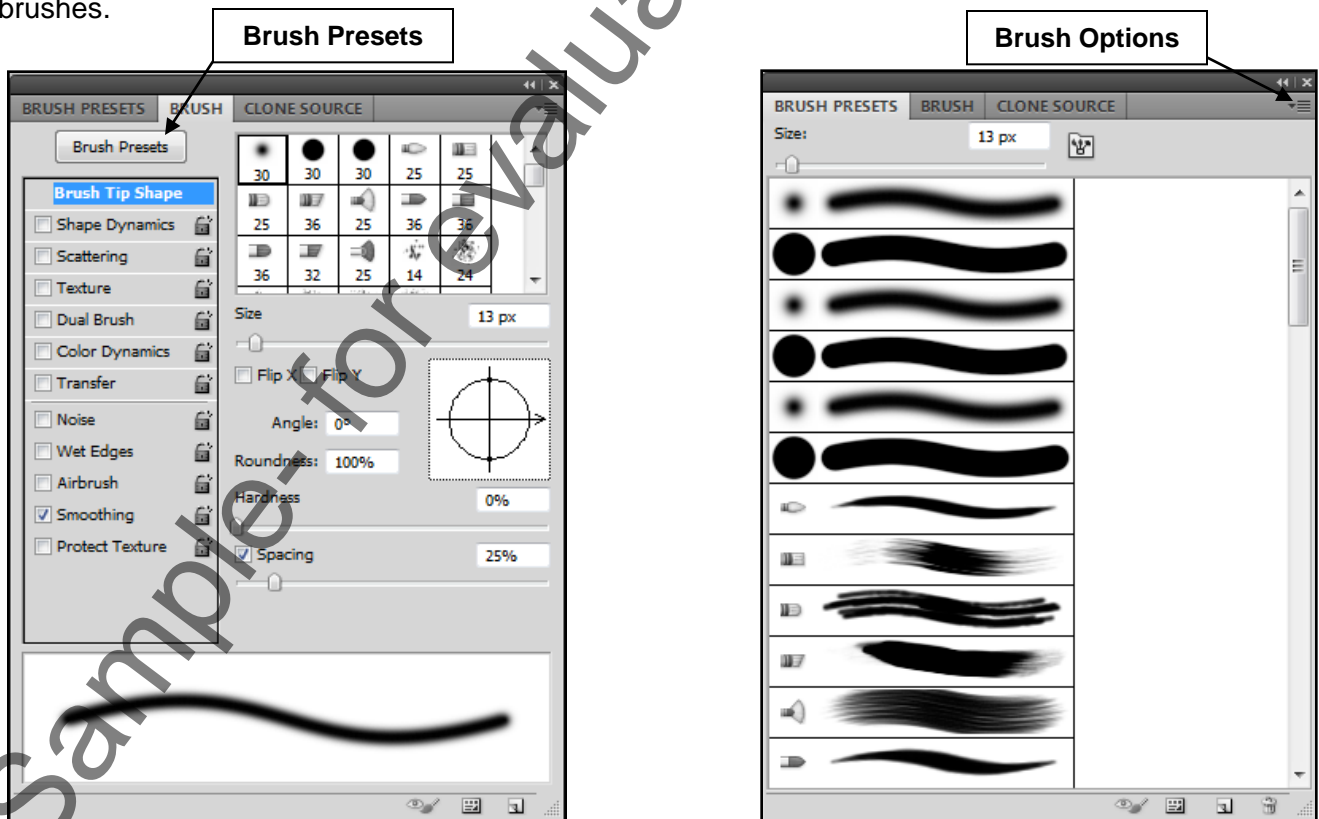 brushes.
Brush Presets
BRUSH PRESETS BRUSH CLONE SOURCE
Brush Presets
Brush Tip Shape
Shape Dynamics
Scattering
Texture
Dual Brush
Color Dynamics
Transfer
Noise
Wet Edges
Airbrush
Smoothing
Protect Texture
30 30 30 25 25
25 36 25 36 36
36 32 25 14 24
Size 13 px
Flip X Flip Y
Angle: 0°
Roundness: 100%
Hardness 0%
Spacing 25%
Brush Options
BRUSH PRESETS BRUSH CLONE SOURCE
Size: 13 px
Sample- for evalua